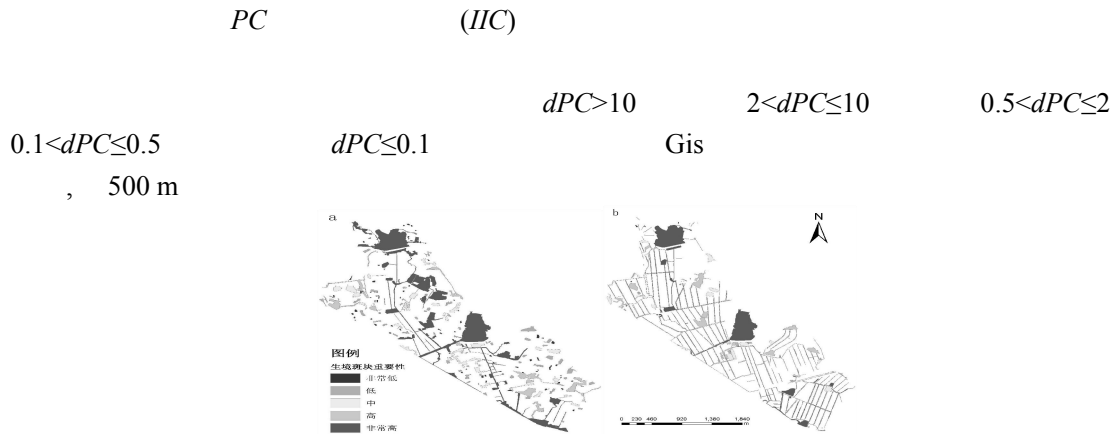 PC (IIC)
dPC>10 2<dPC≤10 0.5<dPC≤2
0.1<dPC≤0.5 dPC≤0.1 Gis
, 500 m
a b N
图例
生境斑块重要性
非常低
低
中
高
非常高
0 230 460 920 1,380 1,840
m